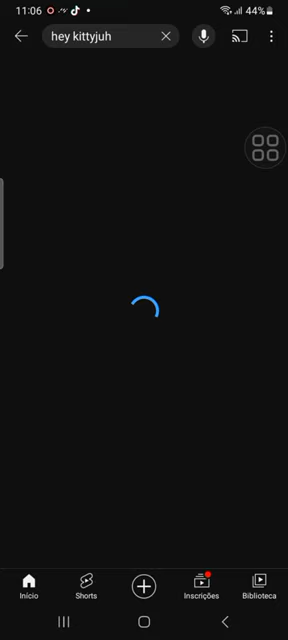 11:06
44%
hey kittyjuh
Início
Shorts
Inscrições
Biblioteca